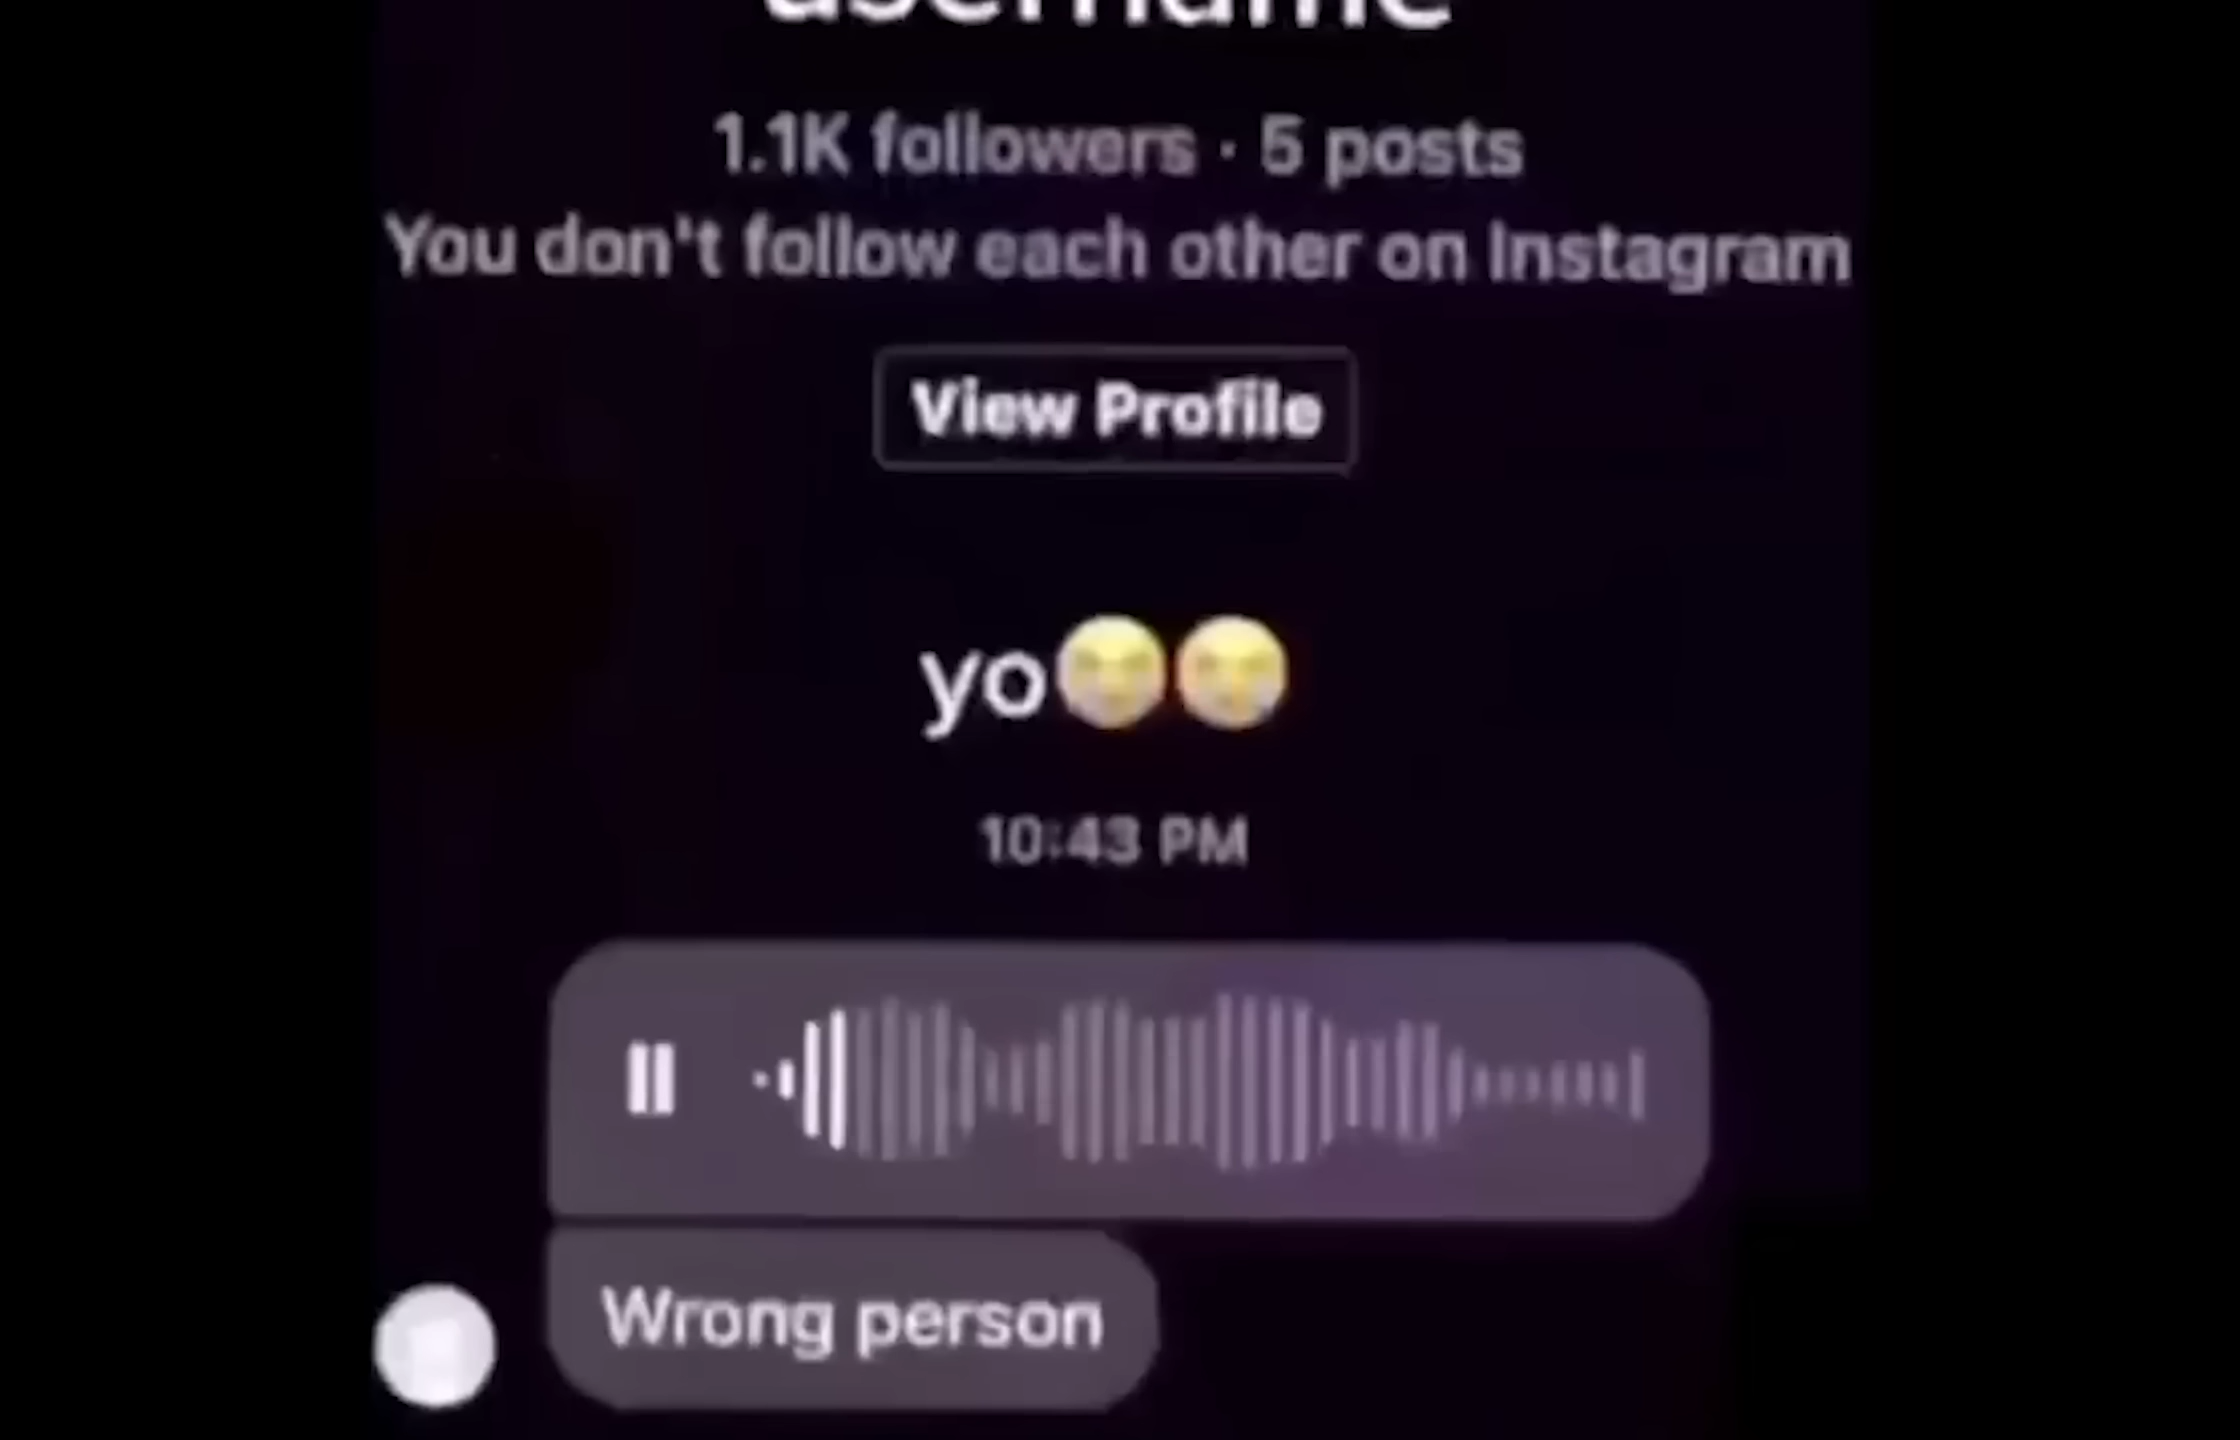 username
1.1K followers · 5 posts
You don't follow each other on Instagram
View Profile
yo😁😁
10:43 PM
Wrong person